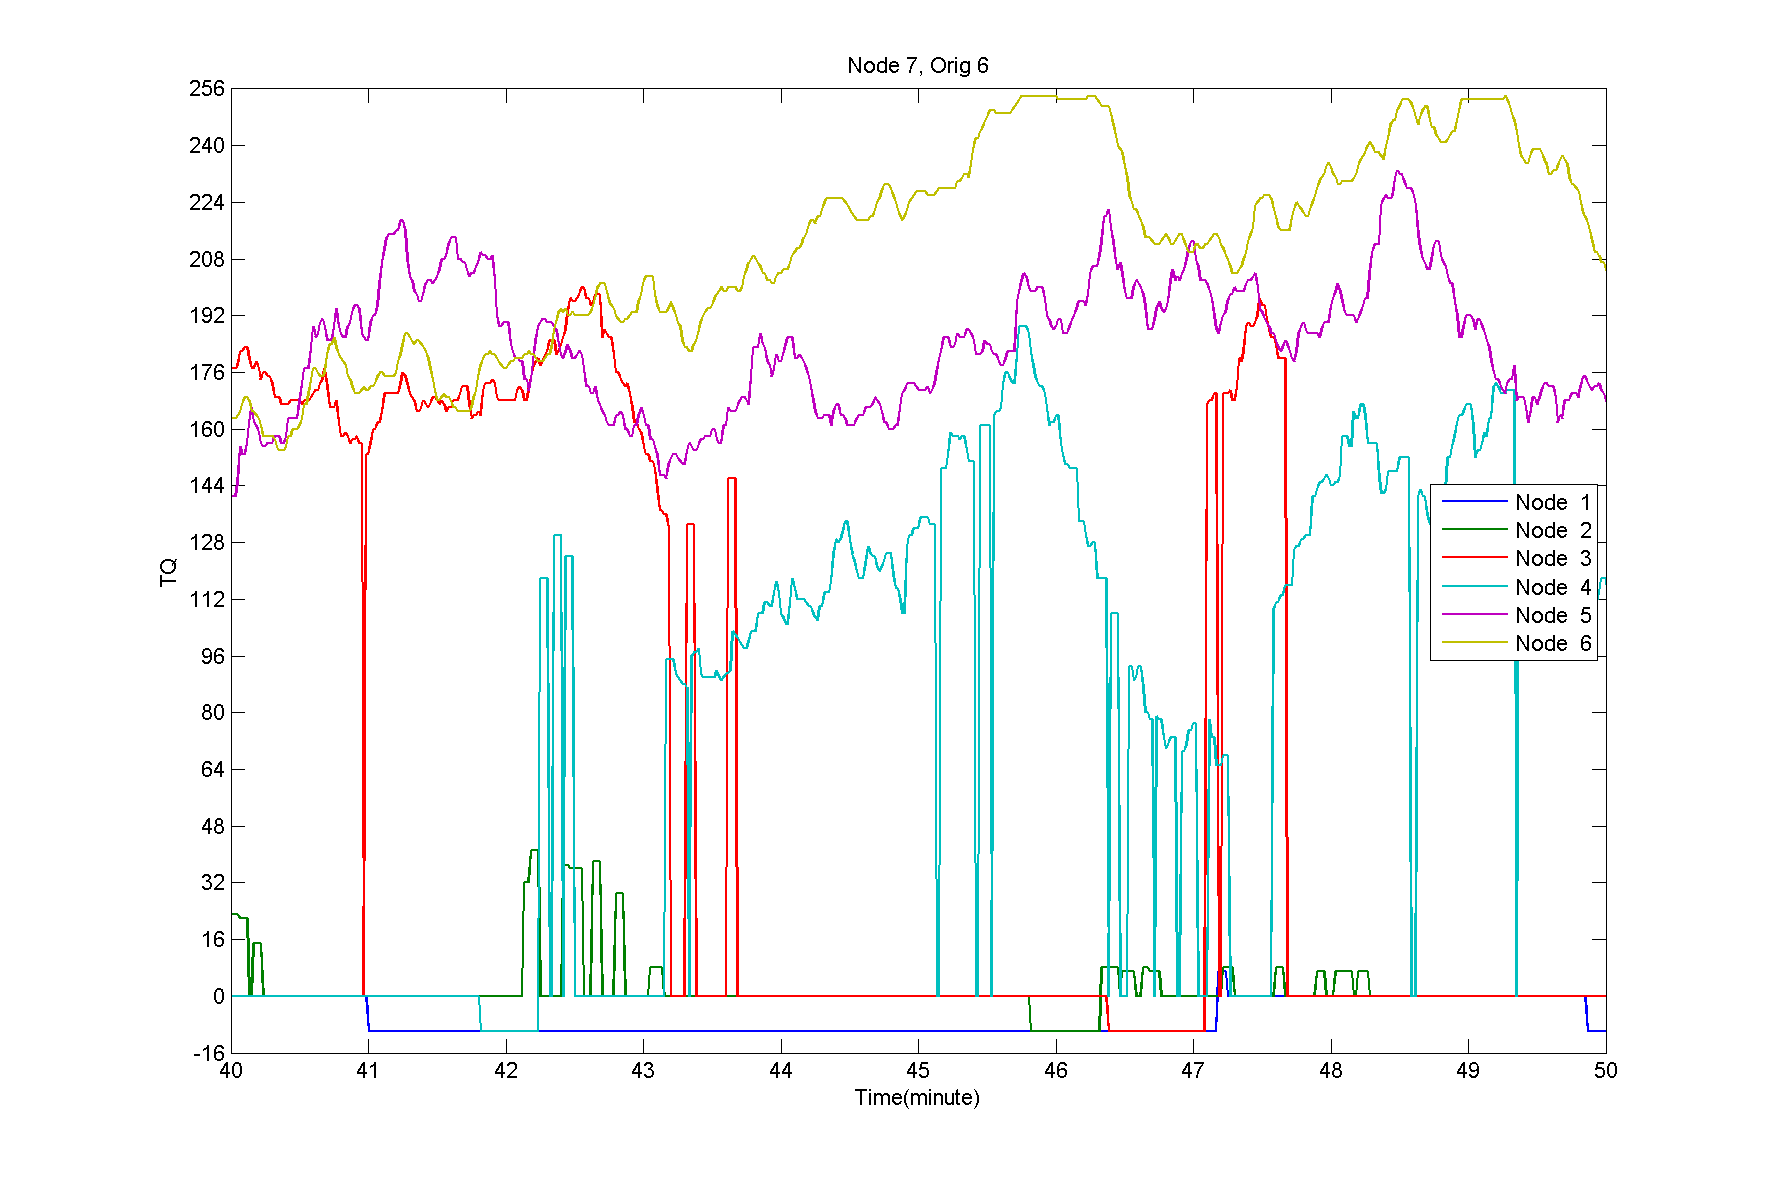 Node 7, Orig 6
256
240
224
208
192
176
160
144
128
112
96
80
64
48
32
16
0
-16
TQ
40 41 42 43 44 45 46 47 48 49 50
Time(minute)
Node 1
Node 2
Node 3
Node 4
Node 5
Node 6